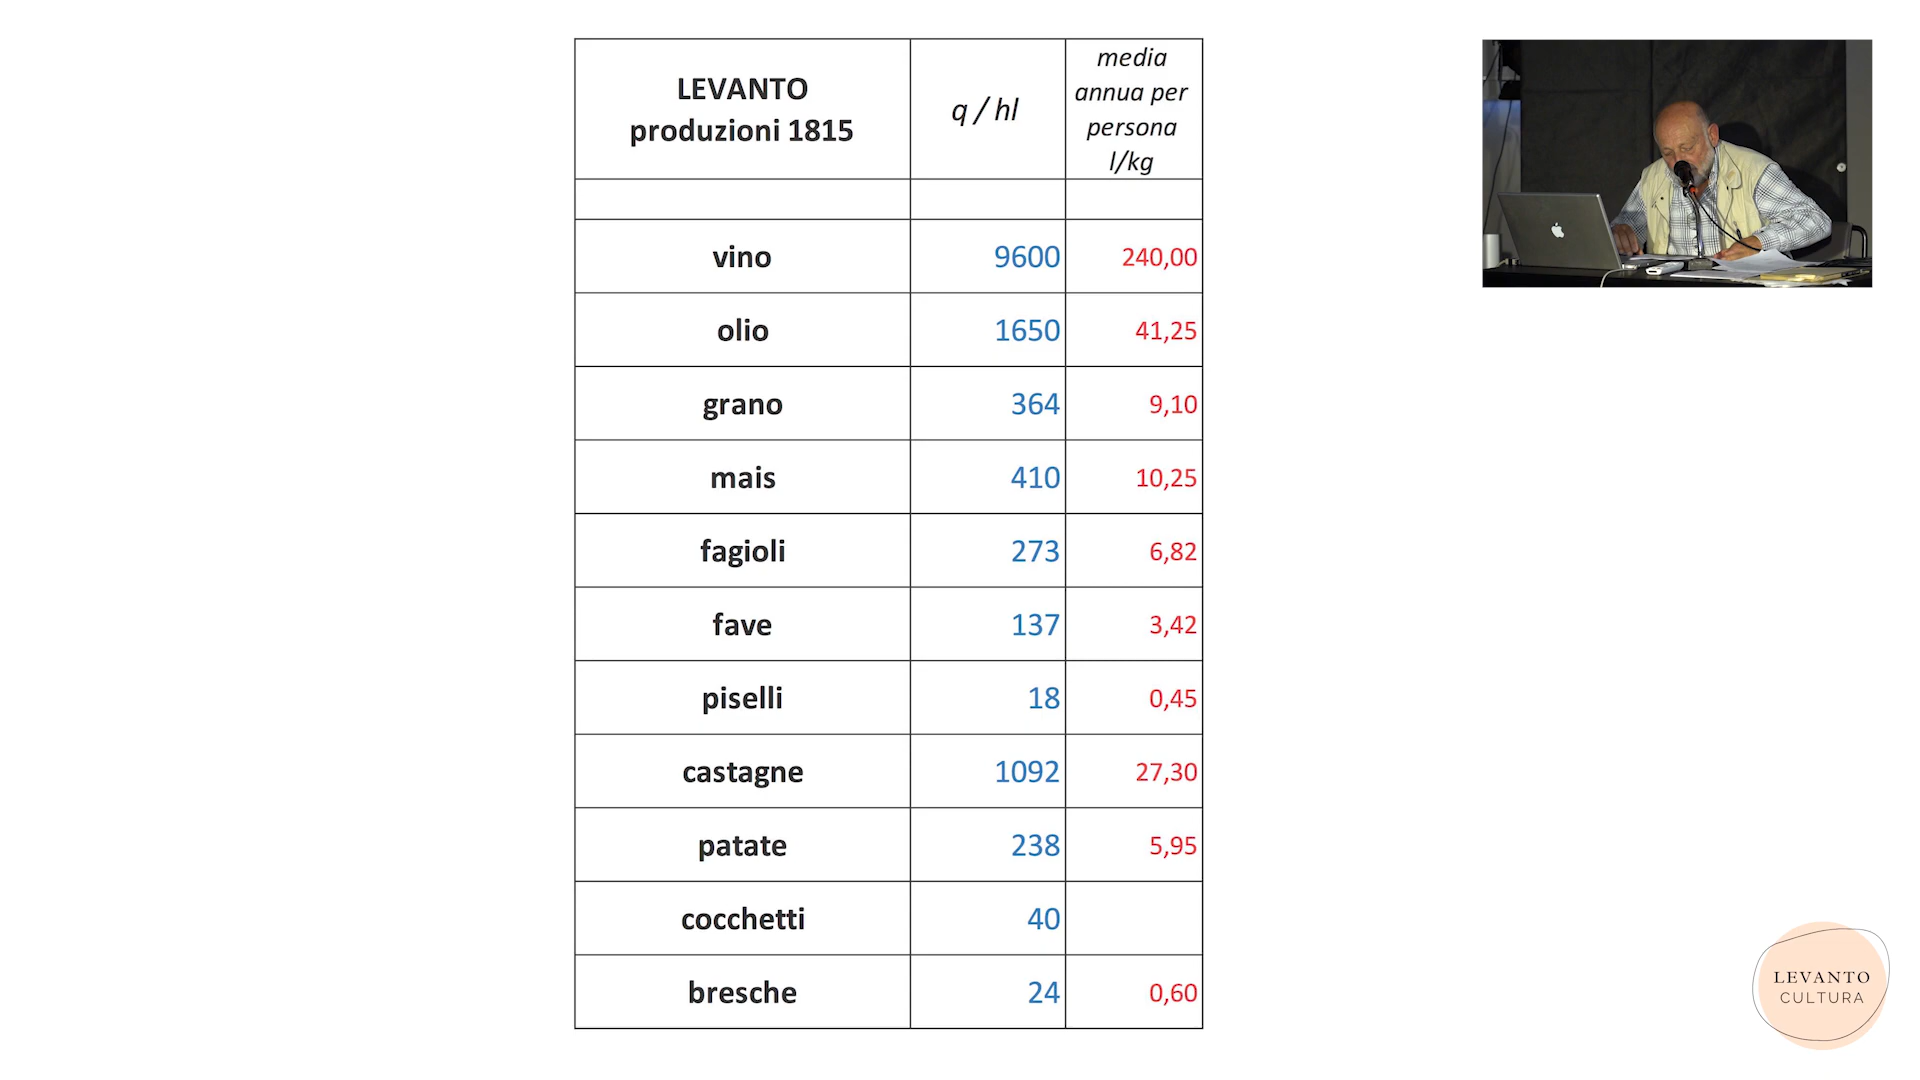 LEVANTO
produzioni 1815
q / hl
media
annua per
persona
l/kg
vino 9600 240,00
olio 1650 41,25
grano 364 9,10
mais 410 10,25
fagioli 273 6,82
fave 137 3,42
piselli 18 0,45
castagne 1092 27,30
patate 238 5,95
cocchetti 40
bresche 24 0,60
LEVANTO
CULTURA